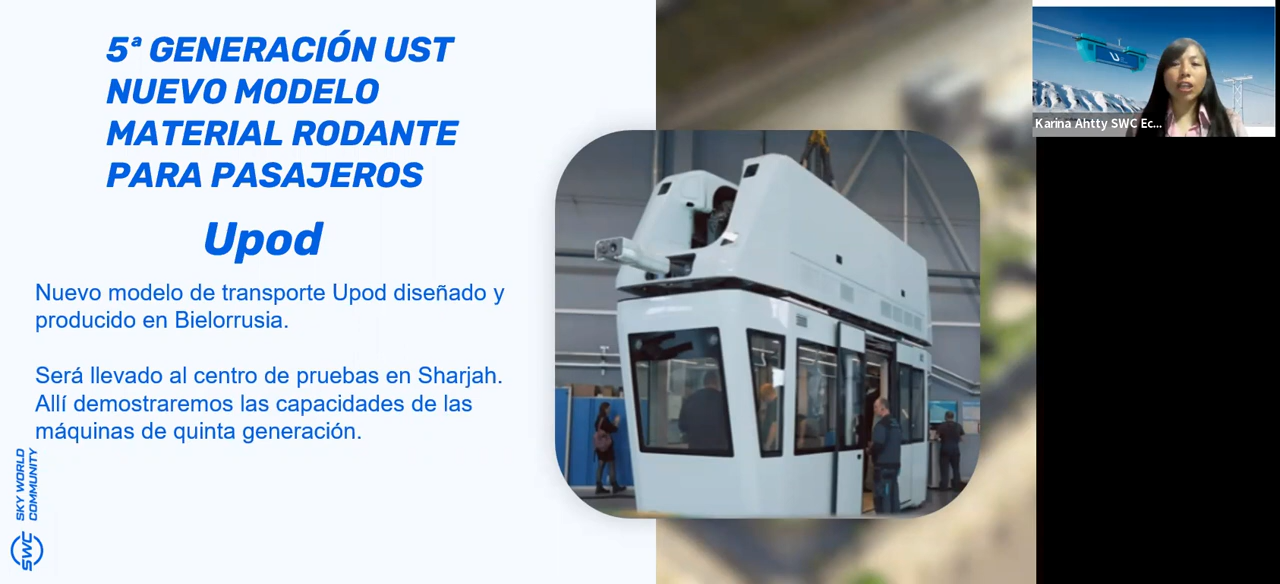 5ª GENERACIÓN UST
NUEVO MODELO
MATERIAL RODANTE
PARA PASAJEROS
Upod
Nuevo modelo de transporte Upod diseñado y
producido en Bielorrusia.
Será llevado al centro de pruebas en Sharjah.
Allí demostraremos las capacidades de las
máquinas de quinta generación.
SWC
SKY WORLD
COMMUNITY
Karina Ahtty SWC Ec...